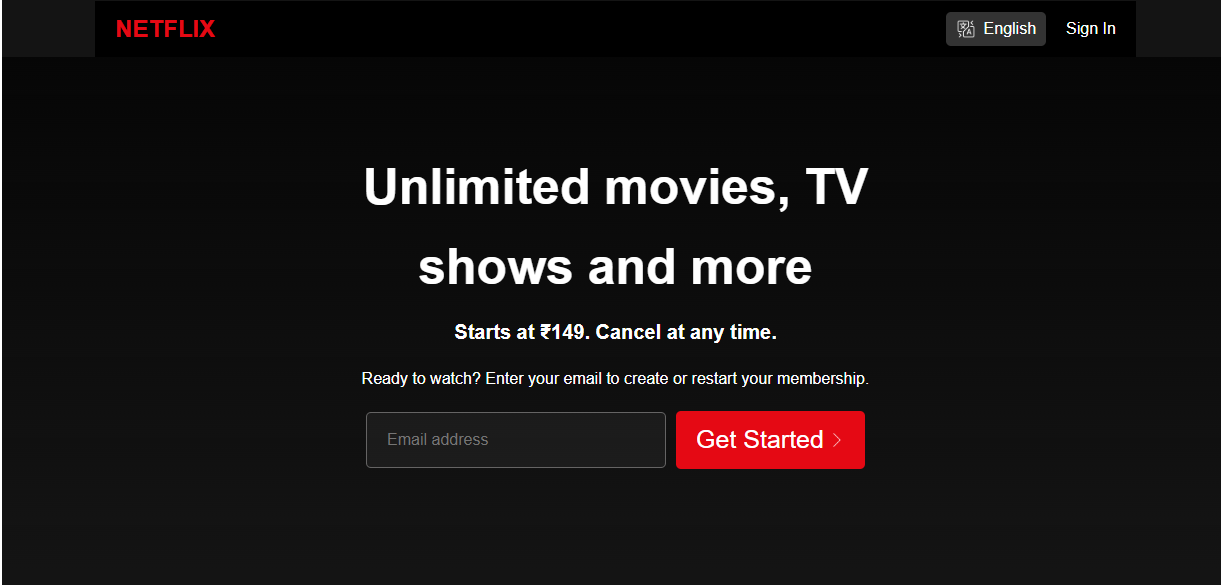 NETFLIX
English
Sign In
Unlimited movies, TV
shows and more
Starts at ₹149. Cancel at any time.
Ready to watch? Enter your email to create or restart your membership.
Email address
Get Started